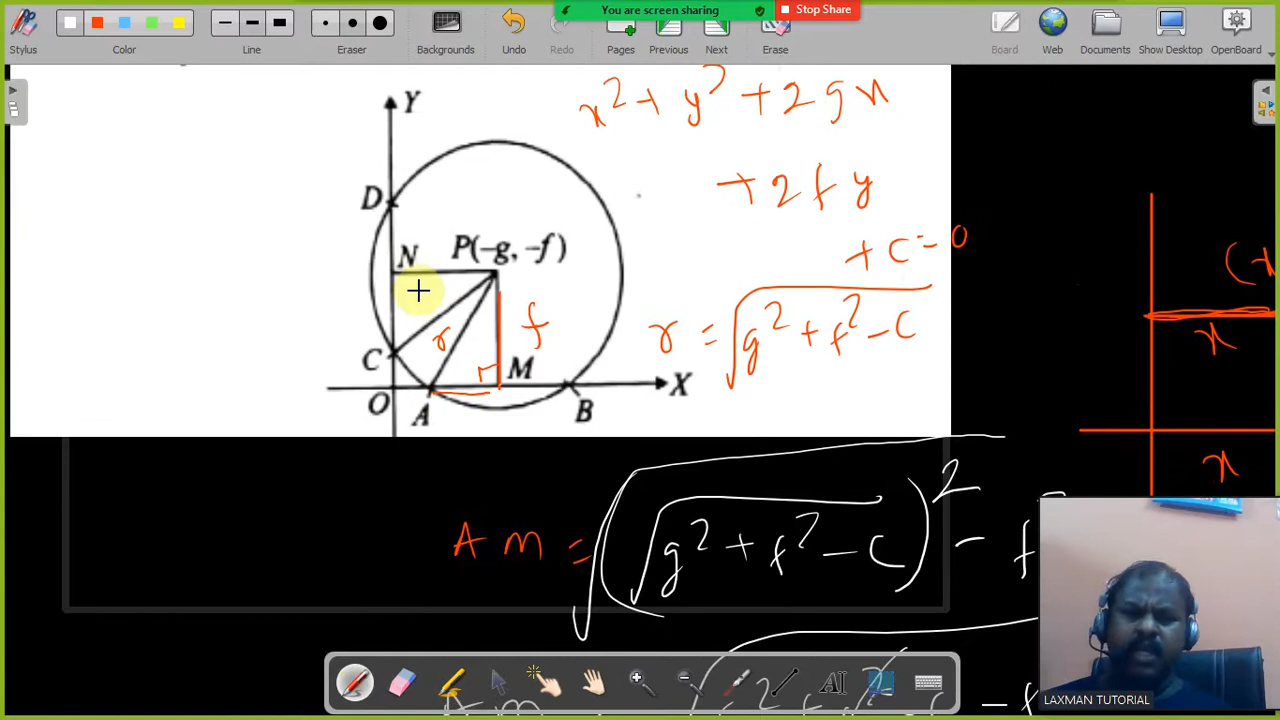 You are screen sharing
Stop Share
Stylus Color Line Eraser Backgrounds Undo Redo Pages Previous Next Erase Board Web Documents Show Desktop OpenBoard
Y
x² + y² + 2gx
D
+ 2fy
N P(-g, -f)
+ c = 0
r f r = √g² + f² - c
x
C M
O A B X
x
Am = √(√g² + f² - c)² - f
Am
LAXMAN TUTORIAL